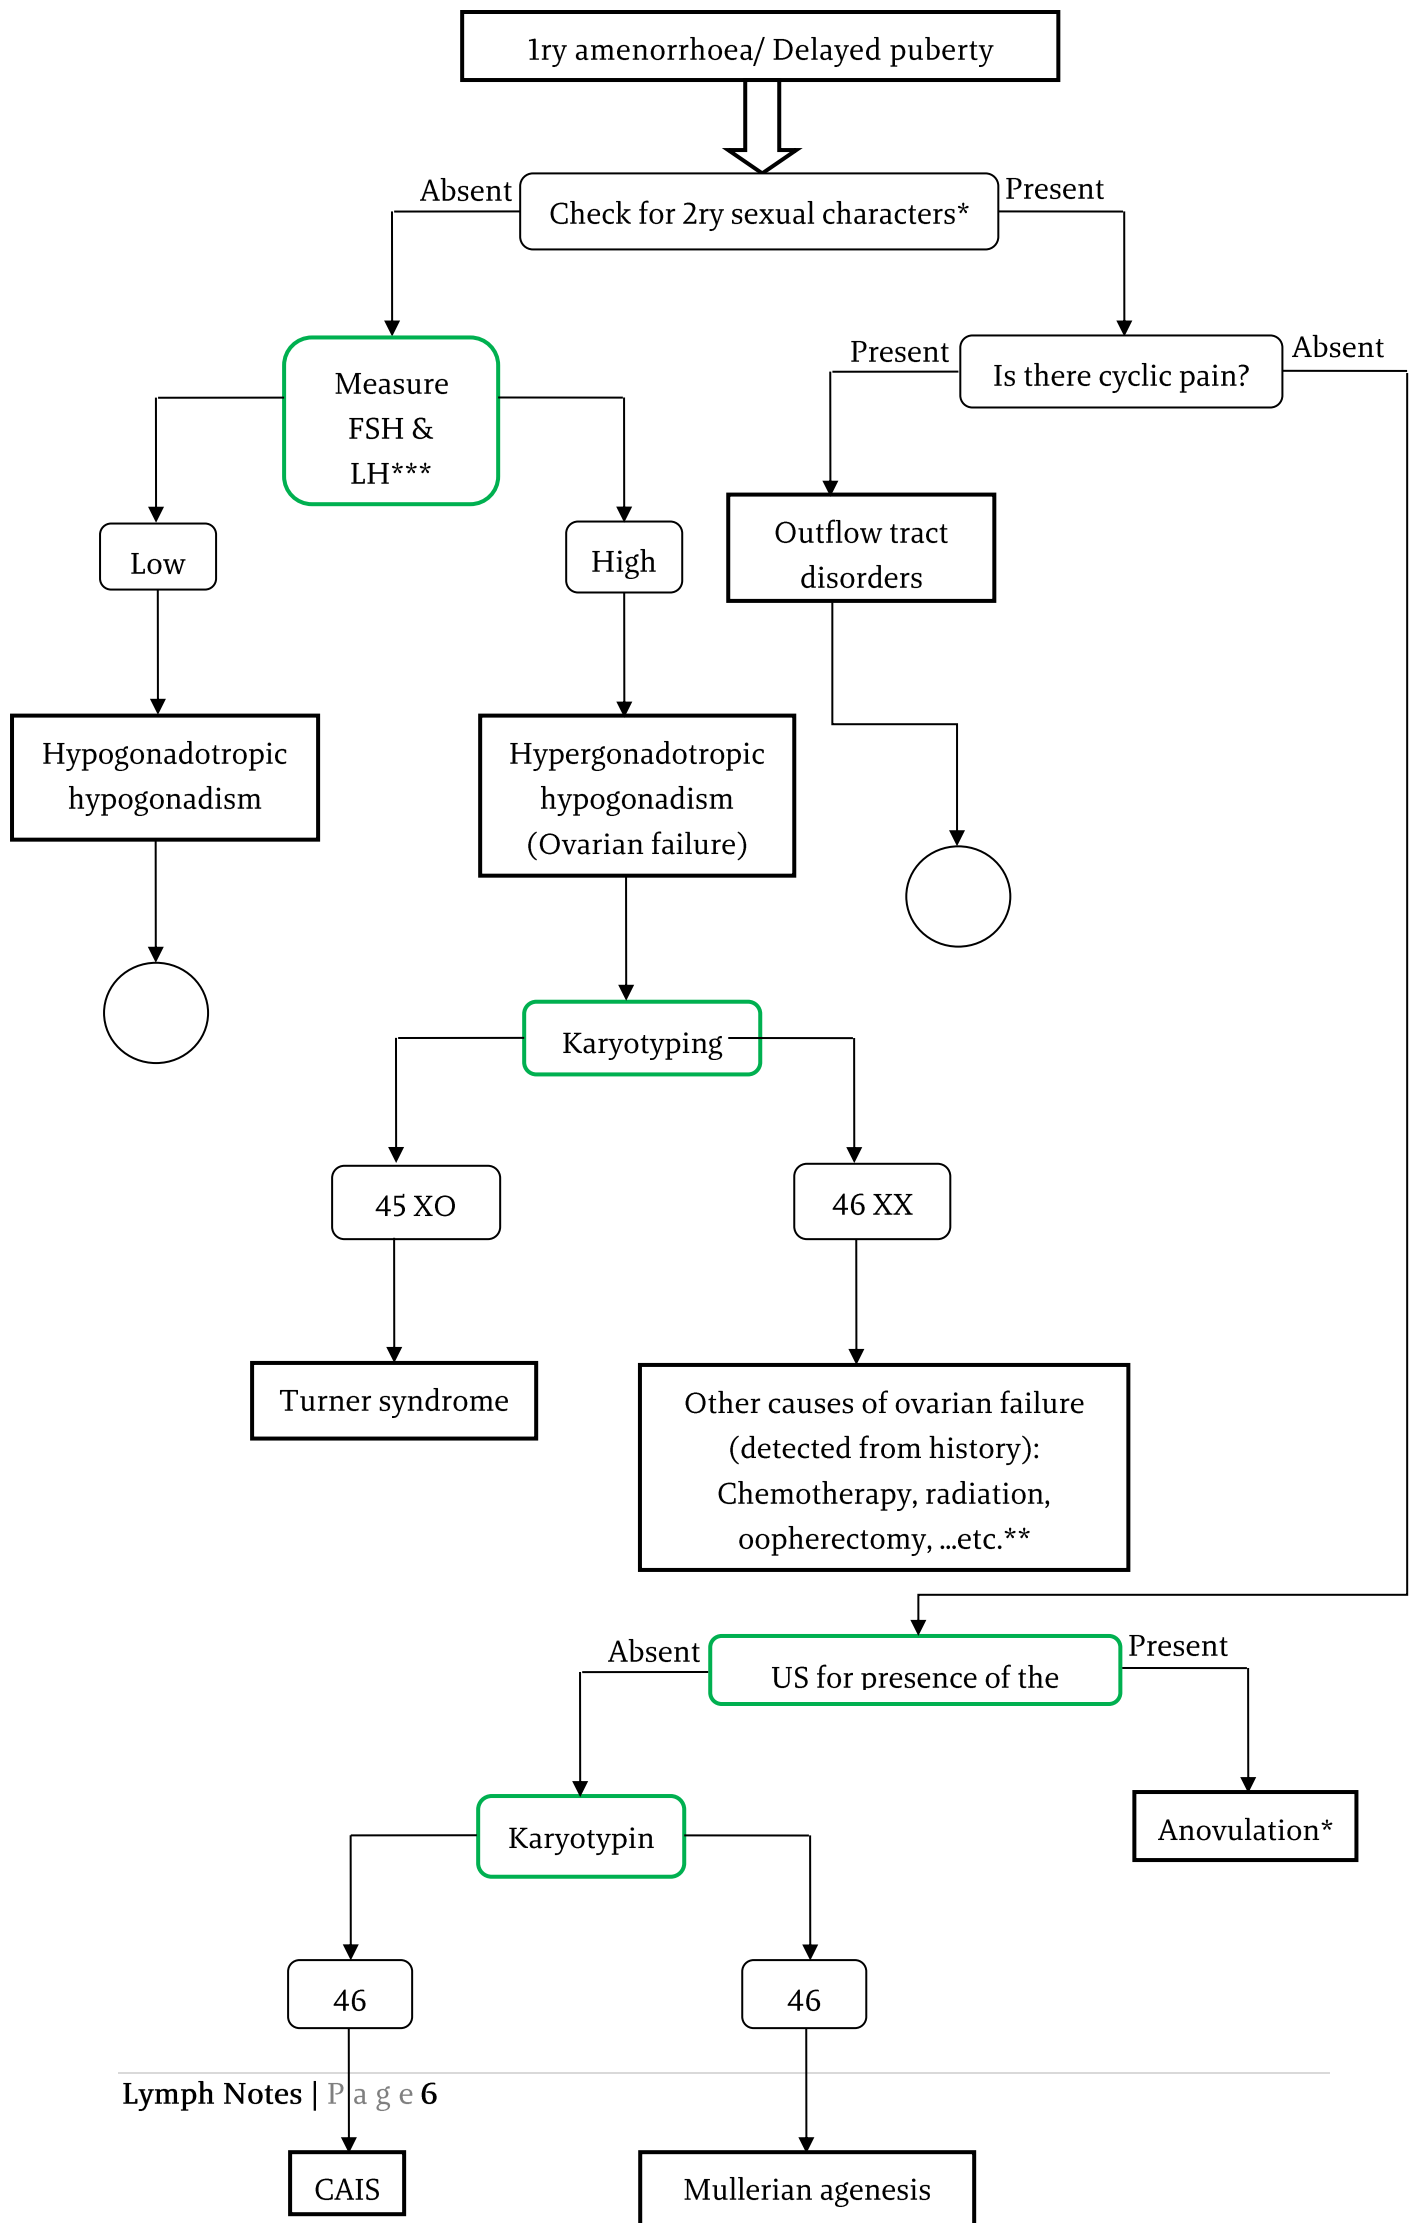 1ry amenorrhoea/ Delayed puberty
Absent
Present
Check for 2ry sexual characters*
Present
Absent
Is there cyclic pain?
Measure
FSH &
LH***
Low
High
Outflow tract
disorders
Hypogonadotropic
hypogonadism
Hypergonadotropic
hypogonadism
(Ovarian failure)
Karyotyping
45 XO
46 XX
Turner syndrome
Other causes of ovarian failure
(detected from history):
Chemotherapy, radiation,
oopherectomy, ...etc.**
Absent
Present
US for presence of the
Karyotypin
Anovulation*
46
46
Lymph Notes | Page 6
CAIS
Mullerian agenesis